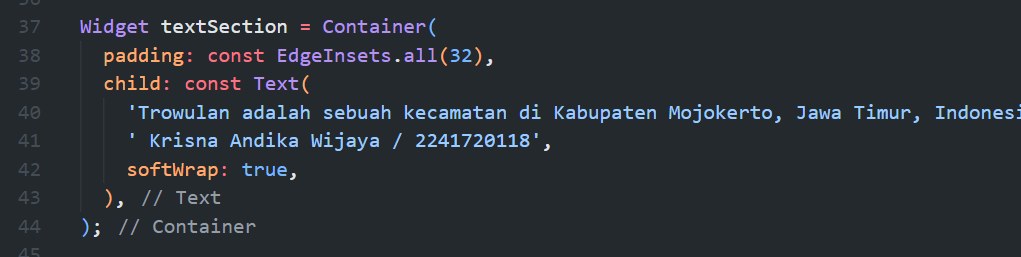 37 Widget textSection = Container(
38 padding: const EdgeInsets.all(32),
39 child: const Text(
40 'Trowulan adalah sebuah kecamatan di Kabupaten Mojokerto, Jawa Timur, Indonesi
41 ' Krisna Andika Wijaya / 2241720118',
42 softWrap: true,
43 ), // Text
44 ); // Container